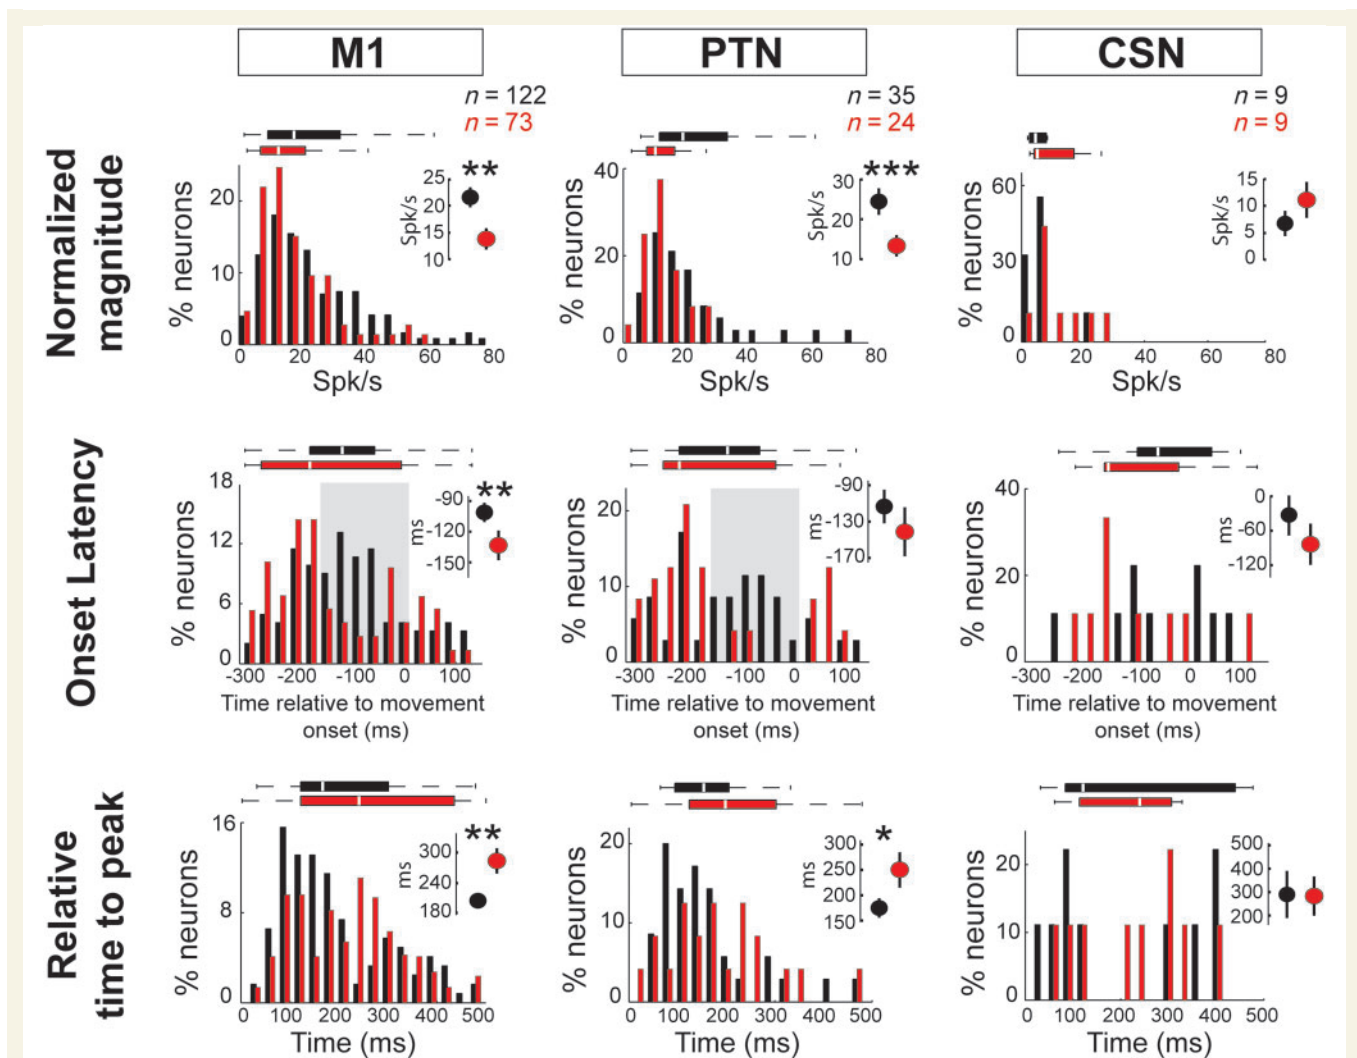 M1
PTN
CSN
n = 122
n = 73
n = 35
n = 24
n = 9
n = 9
Normalized
magnitude
% neurons
20
10
0
0 20 40 60 80
Spk/s
**
Spk/s
25
20
15
10
% neurons
40
20
0
0 20 40 60 80
Spk/s
***
Spk/s
30
20
10
% neurons
60
30
0
0 20 40 60 80
Spk/s
Spk/s
15
10
5
0
Onset Latency
% neurons
18
12
6
0
-300 -200 -100 0 100
Time relative to movement
onset (ms)
**
ms
-90
-120
-150
% neurons
20
10
0
-300 -200 -100 0 100
Time relative to movement
onset (ms)
ms
-90
-130
-170
% neurons
40
20
0
-300 -100 0 100
Time relative to movement
onset (ms)
ms
0
-60
-120
Relative
time to peak
% neurons
16
8
0
0 100 200 300 400 500
Time (ms)
**
ms
300
240
180
% neurons
20
10
0
0 100 200 300 400 500
Time (ms)
*
ms
300
250
200
150
% neurons
20
10
0
0 100 200 300 400 500
Time (ms)
ms
500
400
300
200